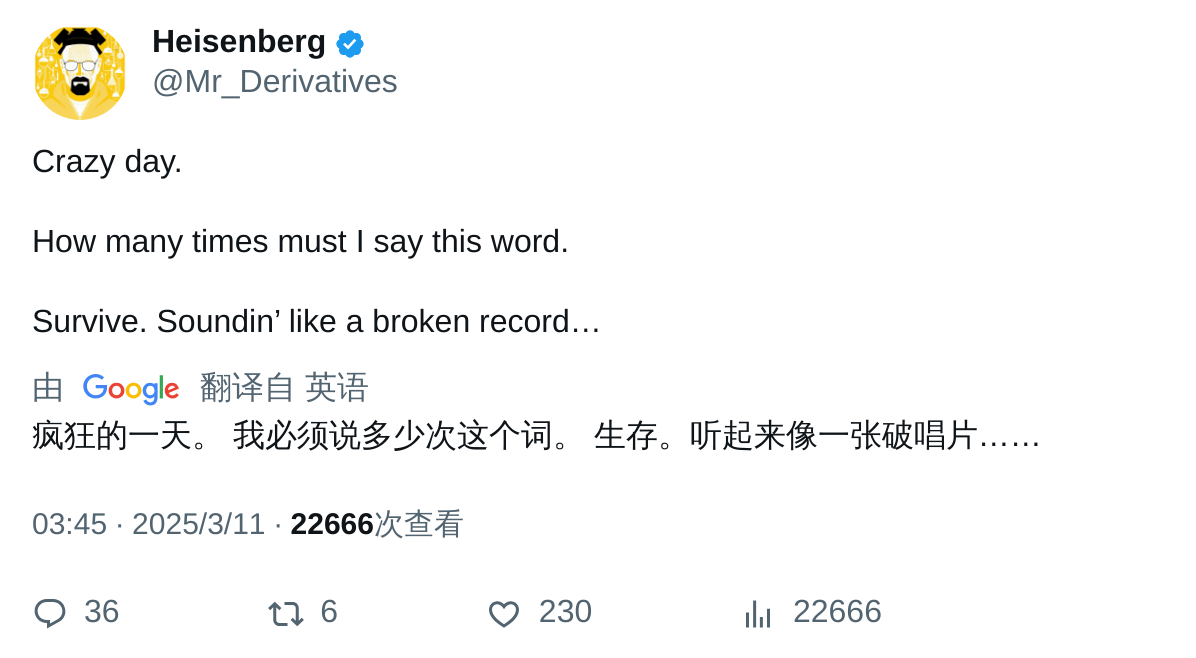 Heisenberg
@Mr_Derivatives
Crazy day.
How many times must I say this word.
Survive. Soundin’ like a broken record…
由 Google 翻译自 英语
疯狂的一天。 我必须说多少次这个词。 生存。听起来像一张破唱片……
03:45 · 2025/3/11 · 22666次查看
36 6 230 22666